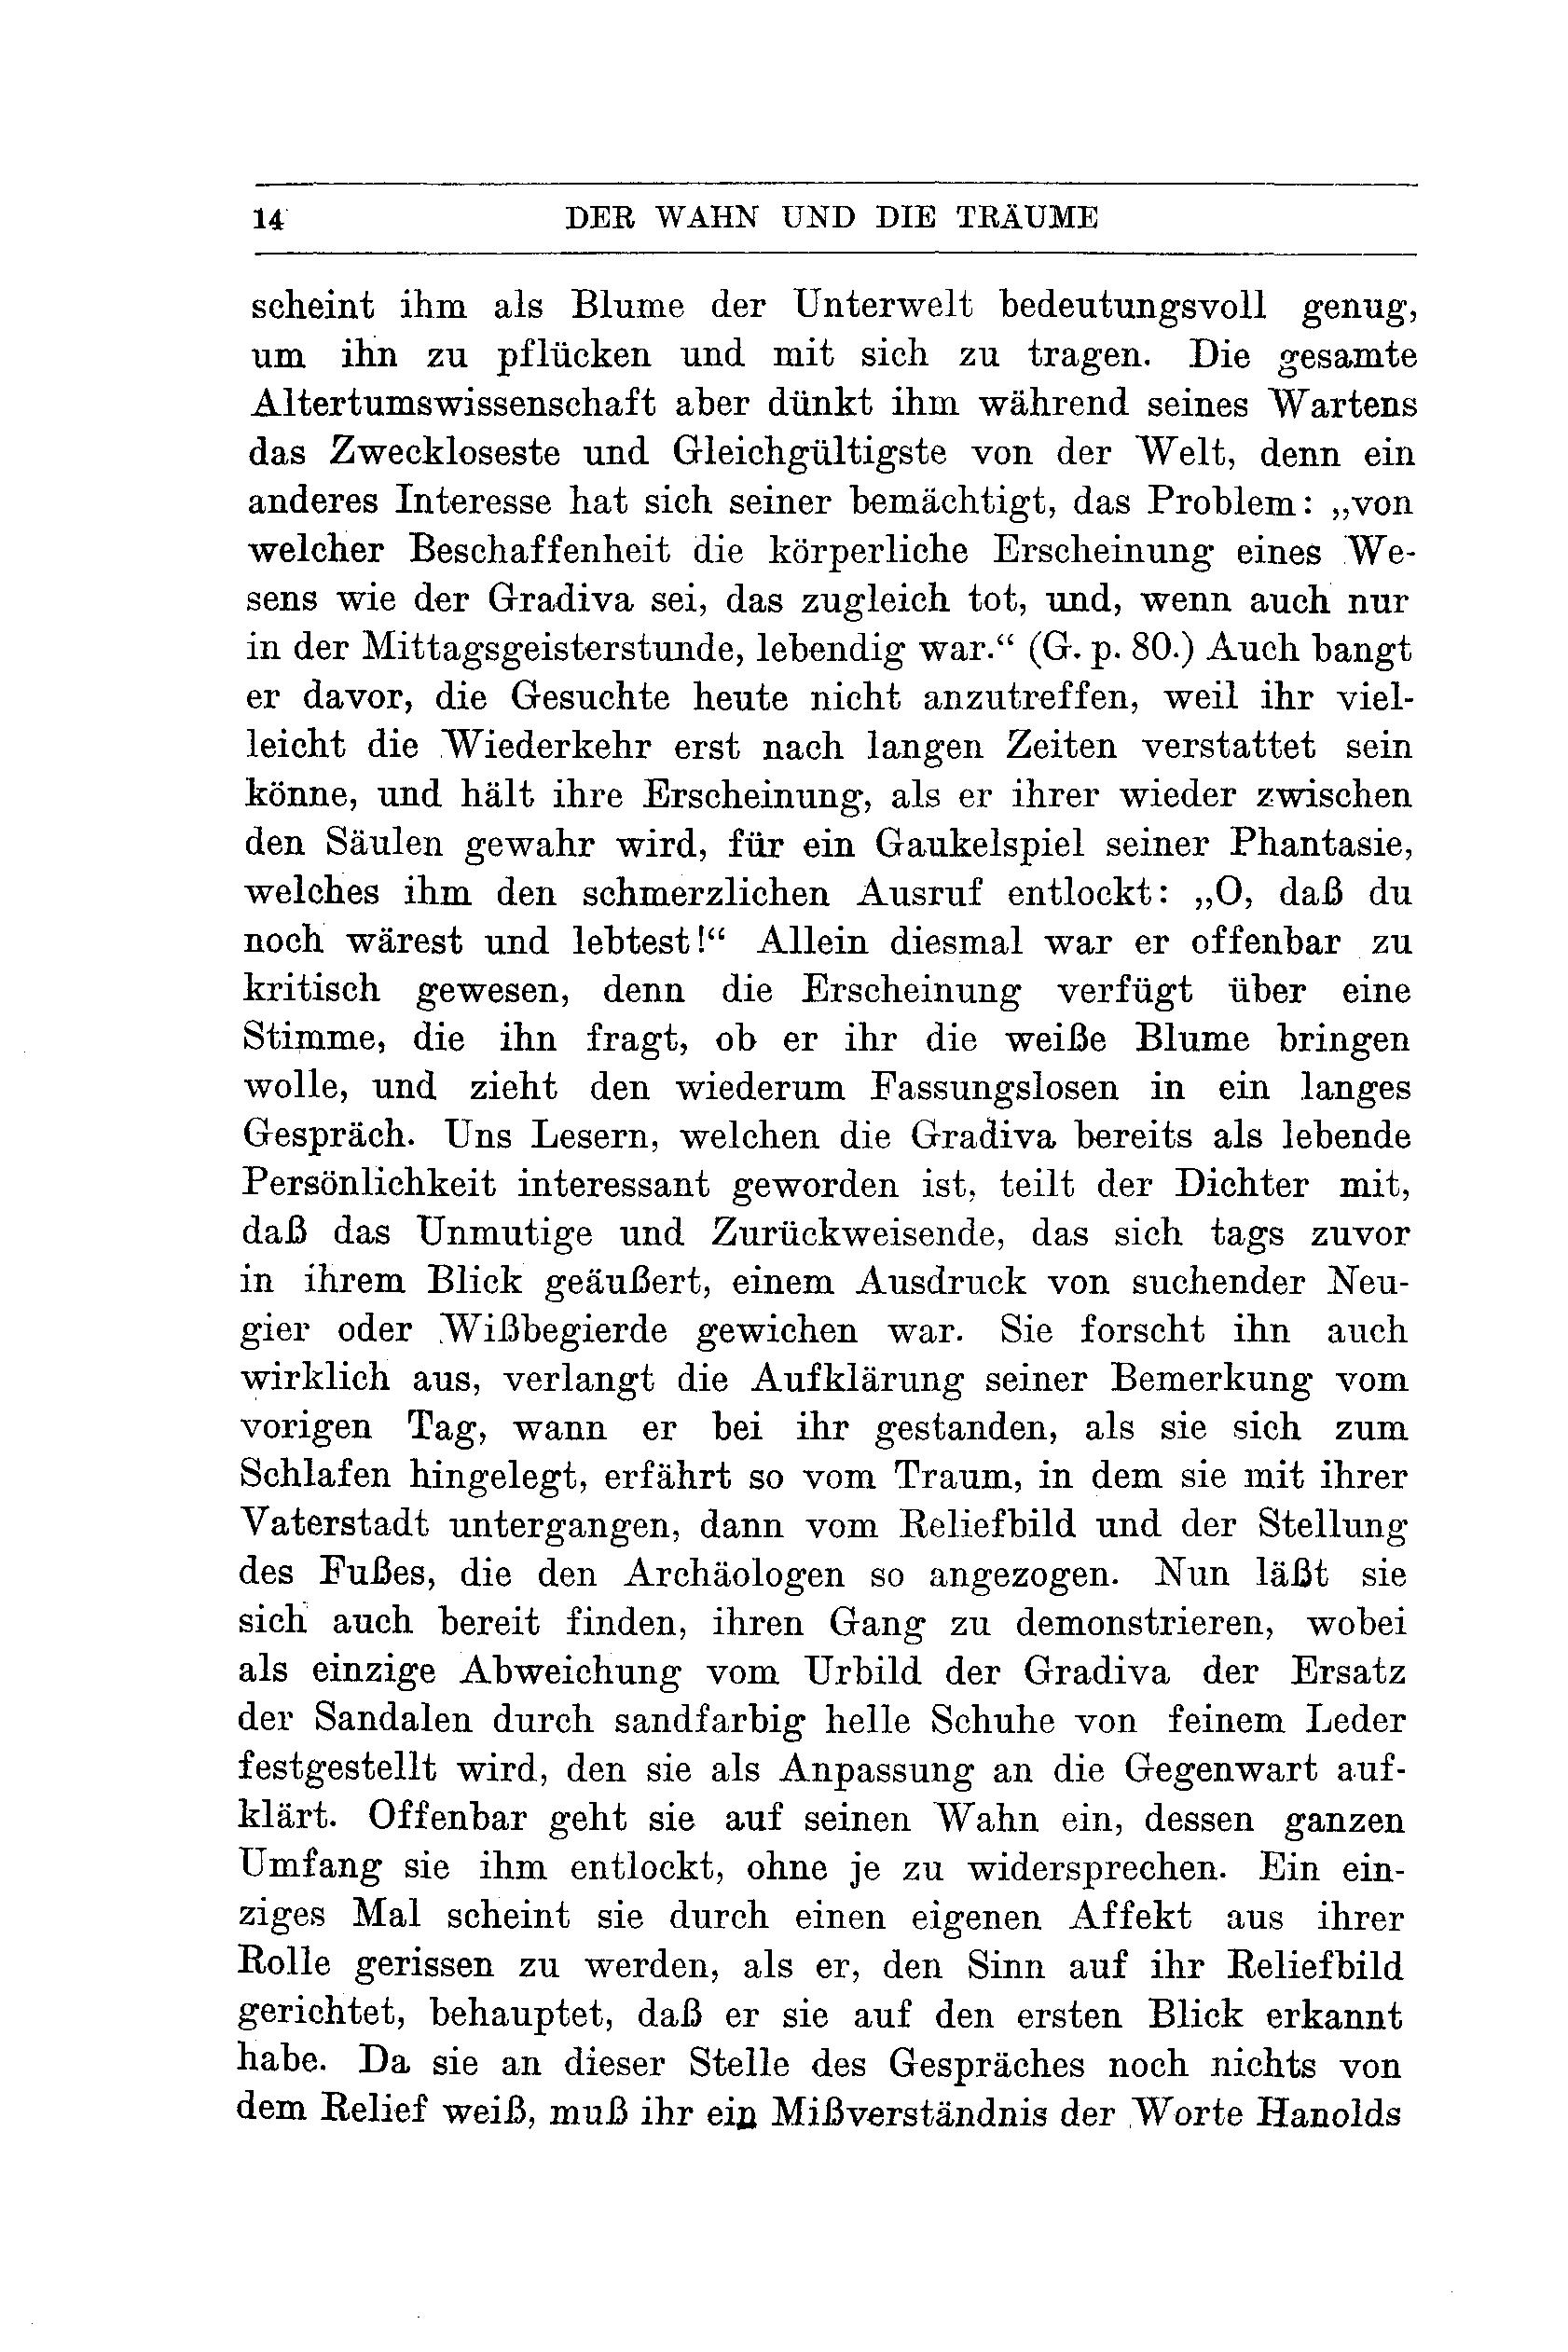 14 DER WAHN UND DIE TRÄUME
scheint ihm als Blume der Unterwelt bedeutungsvoll genug,
um ihn zu pflücken und mit sich zu tragen. Die gesamte
Altertumswissenschaft aber dünkt ihm während seines Wartens
das Zweckloseste und Gleichgültigste von der Welt, denn ein
anderes Interesse hat sich seiner bemächtigt, das Problem: „von
welcher Beschaffenheit die körperliche Erscheinung eines We-
sens wie der Gradiva sei, das zugleich tot, und, wenn auch nur
in der Mittagsgeisterstunde, lebendig war.“ (G. p. 80.) Auch bangt
er davor, die Gesuchte heute nicht anzutreffen, weil ihr viel-
leicht die Wiederkehr erst nach langen Zeiten verstattet sein
könne, und hält ihre Erscheinung, als er ihrer wieder zwischen
den Säulen gewahr wird, für ein Gaukelspiel seiner Phantasie,
welches ihm den schmerzlichen Ausruf entlockt: „O, daß du
noch wärest und lebtest!“ Allein diesmal war er offenbar zu
kritisch gewesen, denn die Erscheinung verfügt über eine
Stimme, die ihn fragt, ob er ihr die weiße Blume bringen
wolle, und zieht den wiederum Fassungslosen in ein langes
Gespräch. Uns Lesern, welchen die Gradiva bereits als lebende
Persönlichkeit interessant geworden ist, teilt der Dichter mit,
daß das Unmutige und Zurückweisende, das sich tags zuvor
in ihrem Blick geäußert, einem Ausdruck von suchender Neu-
gier oder Wißbegierde gewichen war. Sie forscht ihn auch
wirklich aus, verlangt die Aufklärung seiner Bemerkung vom
vorigen Tag, wann er bei ihr gestanden, als sie sich zum
Schlafen hingelegt, erfährt so vom Traum, in dem sie mit ihrer
Vaterstadt untergangen, dann vom Reliefbild und der Stellung
des Fußes, die den Archäologen so angezogen. Nun läßt sie
sich auch bereit finden, ihren Gang zu demonstrieren, wobei
als einzige Abweichung vom Urbild der Gradiva der Ersatz
der Sandalen durch sandfarbig helle Schuhe von feinem Leder
festgestellt wird, den sie als Anpassung an die Gegenwart auf-
klärt. Offenbar geht sie auf seinen Wahn ein, dessen ganzen
Umfang sie ihm entlockt, ohne je zu widersprechen. Ein ein-
ziges Mal scheint sie durch einen eigenen Affekt aus ihrer
Rolle gerissen zu werden, als er, den Sinn auf ihr Reliefbild
gerichtet, behauptet, daß er sie auf den ersten Blick erkannt
habe. Da sie an dieser Stelle des Gespräches noch nichts von
dem Relief weiß, muß ihr ein Mißverständnis der Worte Hanolds